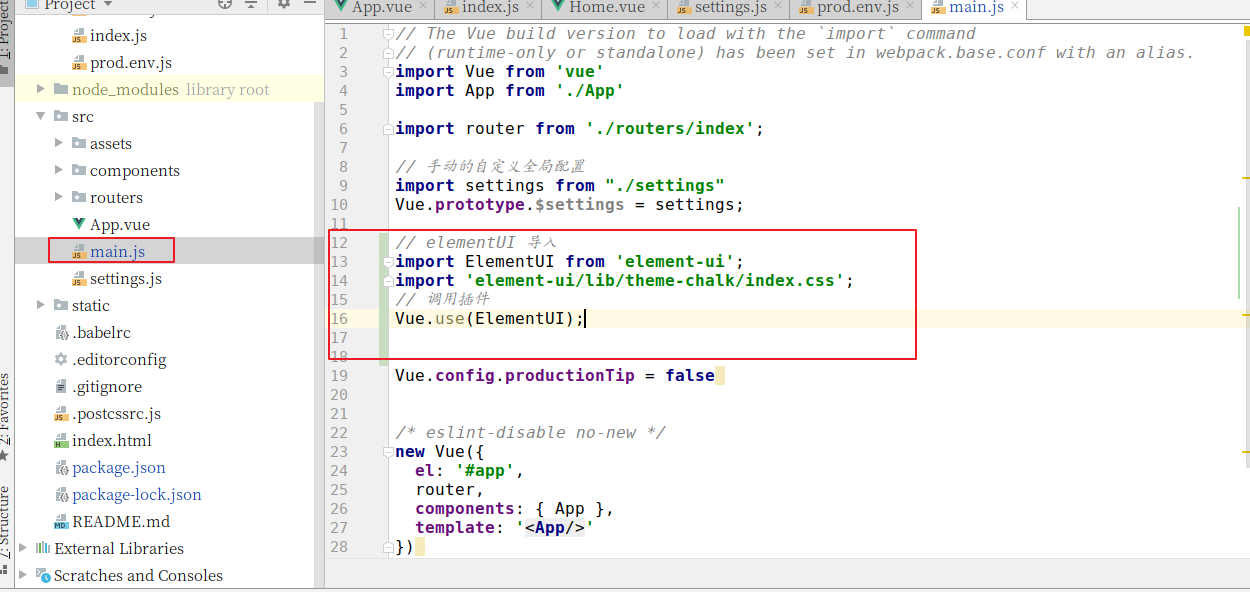 Project
App.vue
index.js
Home.vue
settings.js
prod.env.js
main.js
1: Project
index.js
prod.env.js
node_modules library root
src
assets
components
routers
App.vue
main.js
settings.js
static
.babelrc
.editorconfig
.gitignore
.postcssrc.js
index.html
package.json
package-lock.json
README.md
External Libraries
Scratches and Consoles
2: Favorites
7: Structure
1 // The Vue build version to load with the `import` command
2 // (runtime-only or standalone) has been set in webpack.base.conf with an alias.
3 import Vue from 'vue'
4 import App from './App'
5
6 import router from './routers/index';
7
8 // 手动的自定义全局配置
9 import settings from "./settings"
10 Vue.prototype.$settings = settings;
11
12 // elementUI 导入
13 import ElementUI from 'element-ui';
14 import 'element-ui/lib/theme-chalk/index.css';
15 // 调用插件
16 Vue.use(ElementUI);
17
18
19 Vue.config.productionTip = false
20
21
22 /* eslint-disable no-new */
23 new Vue({
24 el: '#app',
25 router,
26 components: { App },
27 template: '<App/>'
28 })